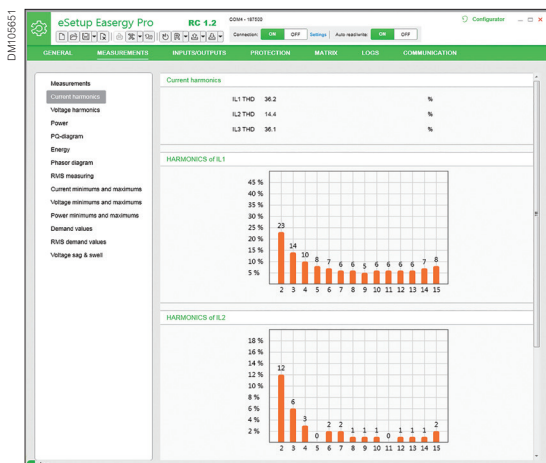 DM105651
eSetup Easergy Pro
RC 1.2
COM4 - 187500
Configurator
Connection: ON OFF Settings Auto read/write: ON OFF
GENERAL MEASUREMENTS INPUTS/OUTPUTS PROTECTION MATRIX LOGS COMMUNICATION
Measurements
Current harmonics
Voltage harmonics
Power
PQ-diagram
Energy
Phasor diagram
RMS measuring
Current minimums and maximums
Voltage minimums and maximums
Power minimums and maximums
Demand values
RMS demand values
Voltage sag & swell
Current harmonics
IL1 THD 36.2 %
IL2 THD 14.4 %
IL3 THD 36.1 %
HARMONICS of IL1
45 %
40 %
35 %
30 %
25 %
20 %
15 %
10 %
5 %
23 14 10 8 7 6 6 5 6 6 6 6 7 8
2 3 4 5 6 7 8 9 10 11 12 13 14 15
HARMONICS of IL2
18 %
16 %
14 %
12 %
10 %
8 %
6 %
4 %
2 %
12 6 3 0 2 2 1 1 1 0 1 1 1 2
2 3 4 5 6 7 8 9 10 11 12 13 14 15